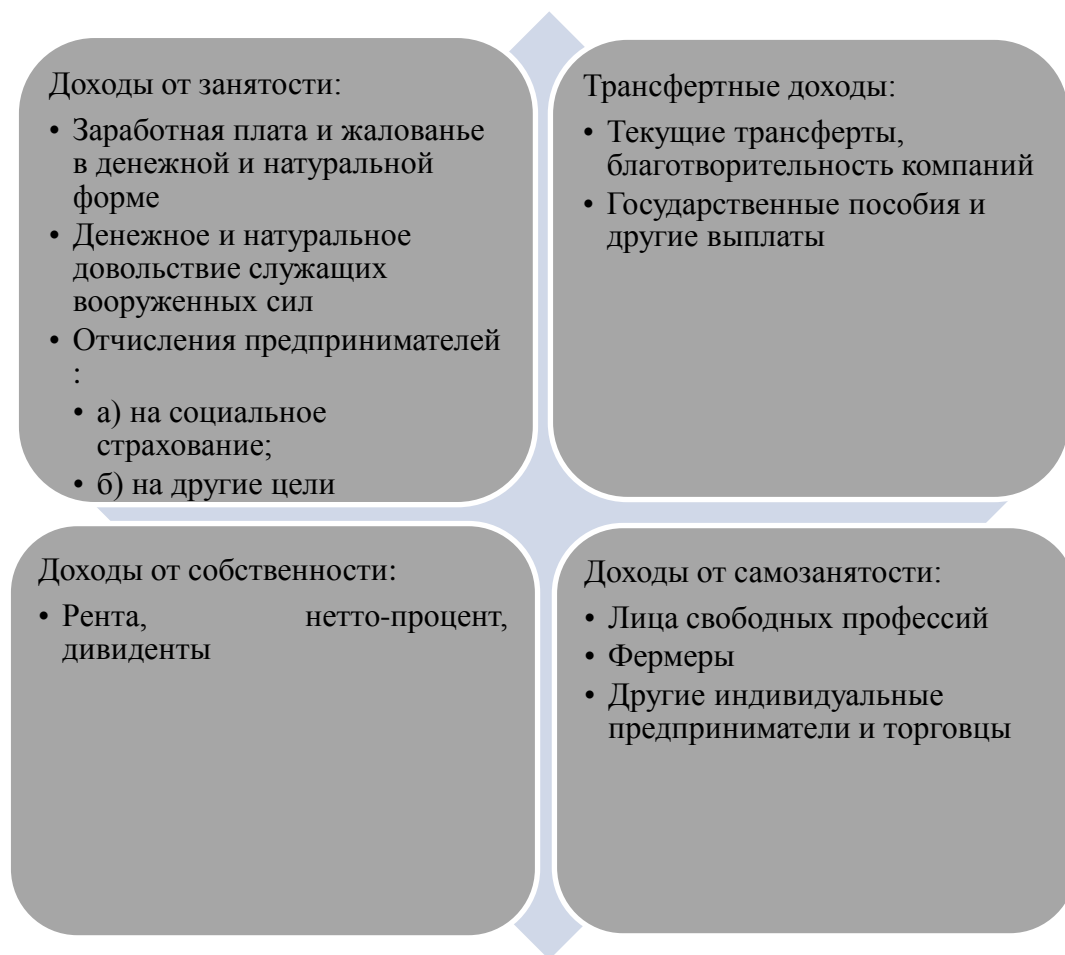 Доходы от занятости:
• Заработная плата и жалованье
в денежной и натуральной
форме
• Денежное и натуральное
довольствие служащих
вооруженных сил
• Отчисления предпринимателей
:
• а) на социальное
страхование;
• б) на другие цели
Трансфертные доходы:
• Текущие трансферты,
благотворительность компаний
• Государственные пособия и
другие выплаты
Доходы от собственности:
• Рента, нетто-процент,
дивиденты
Доходы от самозанятости:
• Лица свободных профессий
• Фермеры
• Другие индивидуальные
предприниматели и торговцы